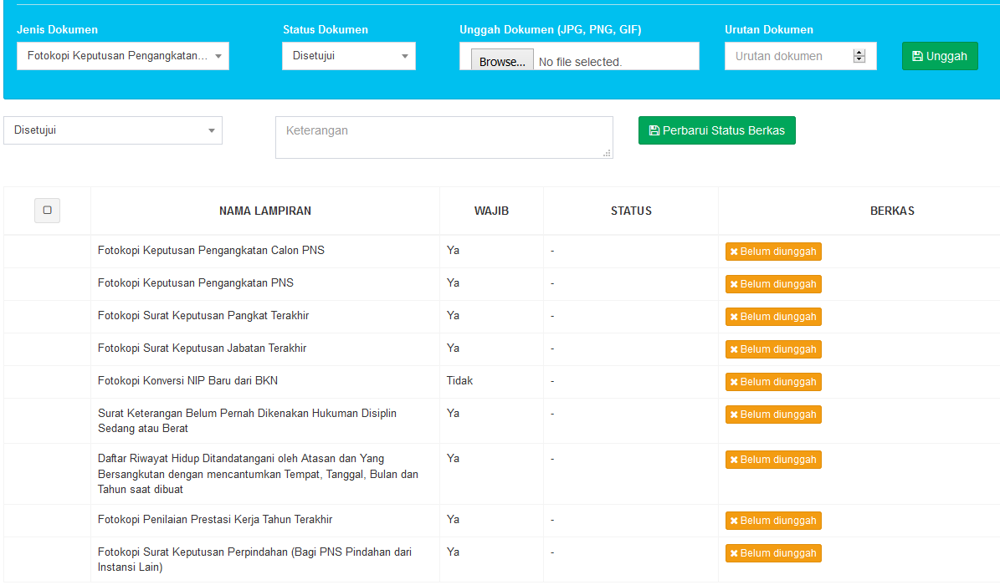 Jenis Dokumen Status Dokumen Unggah Dokumen (JPG, PNG, GIF) Urutan Dokumen
Fotokopi Keputusan Pengangkatan... Disetujui Browse... No file selected. Urutan dokumen Unggah
Disetujui Keterangan Perbarui Status Berkas
NAMA LAMPIRAN WAJIB STATUS BERKAS
Fotokopi Keputusan Pengangkatan Calon PNS Ya - Belum diunggah
Fotokopi Keputusan Pengangkatan PNS Ya - Belum diunggah
Fotokopi Surat Keputusan Pangkat Terakhir Ya - Belum diunggah
Fotokopi Surat Keputusan Jabatan Terakhir Ya - Belum diunggah
Fotokopi Konversi NIP Baru dari BKN Tidak - Belum diunggah
Surat Keterangan Belum Pernah Dikenakan Hukuman Disiplin Ya - Belum diunggah
Sedang atau Berat
Daftar Riwayat Hidup Ditandatangani oleh Atasan dan Yang Ya - Belum diunggah
Bersangkutan dengan mencantumkan Tempat, Tanggal, Bulan dan
Tahun saat dibuat
Fotokopi Penilaian Prestasi Kerja Tahun Terakhir Ya - Belum diunggah
Fotokopi Surat Keputusan Perpindahan (Bagi PNS Pindahan dari Ya - Belum diunggah
Instansi Lain)